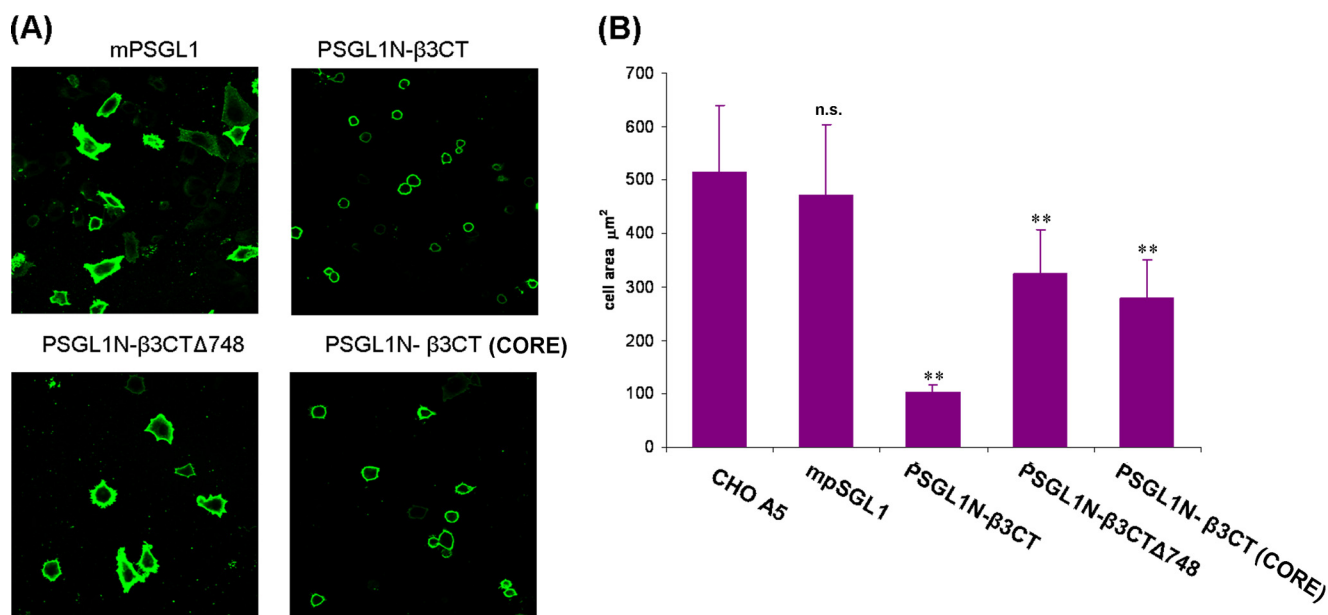 (A)
mPSGL1
PSGL1N-β3CT
PSGL1N-β3CTΔ748
PSGL1N- β3CT (CORE)
(B)
cell area μm²
700
600
500
400
300
200
100
0
n.s.
**
**
**
CHO A5
mpSGL1
PSGL1N-β3CT
PSGL1N-β3CTΔ748
PSGL1N- β3CT (CORE)